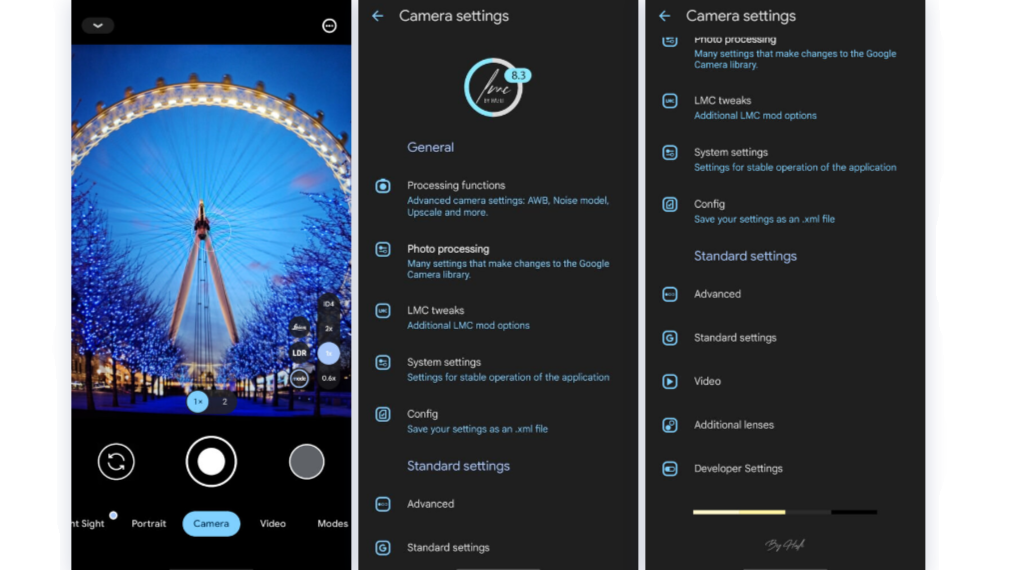 ID4
2x
LDR
1x
0.6x
1×
2
nt Sight
Portrait
Camera
Video
Modes
Camera settings
8.3
lmc
General
Processing functions
Advanced camera settings: AWB, Noise model,
Upscale and more.
Photo processing
Many settings that make changes to the Google
Camera library.
LMC
LMC tweaks
Additional LMC mod options
System settings
Settings for stable operation of the application
Config
Save your settings as an .xml file
Standard settings
Advanced
G
Standard settings
Camera settings
Photo processing
Many settings that make changes to the Google
Camera library.
LMC
LMC tweaks
Additional LMC mod options
System settings
Settings for stable operation of the application
Config
Save your settings as an .xml file
Standard settings
Advanced
G
Standard settings
Video
Additional lenses
Developer Settings